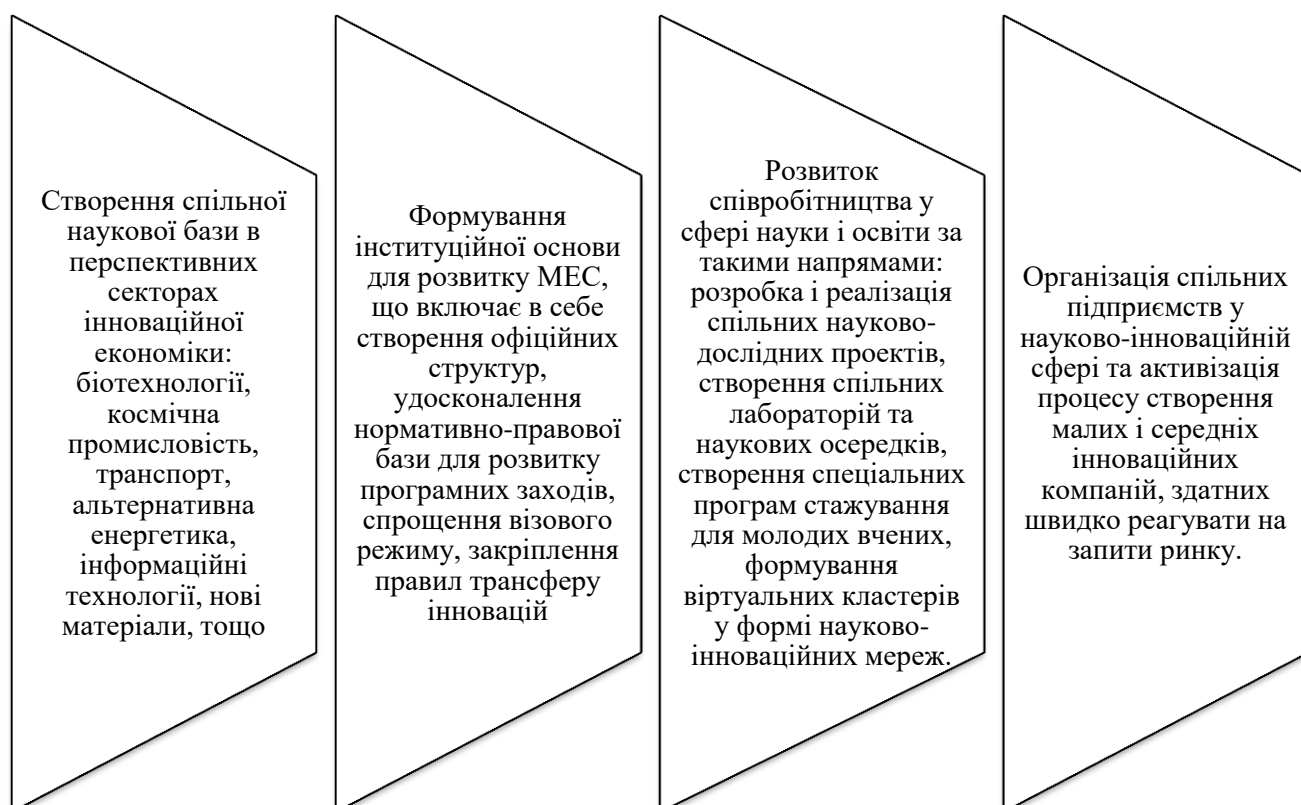 Створення спільної
наукової бази в
перспективних
секторах
інноваційної
економіки:
біотехнології,
космічна
промисловість,
транспорт,
альтернативна
енергетика,
інформаційні
технології, нові
матеріали, тощо
Формування
інституційної основи
для розвитку МЕС,
що включає в себе
створення офіційних
структур,
удосконалення
нормативно-правової
бази для розвитку
програмних заходів,
спрощення візового
режиму, закріплення
правил трансферу
інновацій
Розвиток
співробітництва у
сфері науки і освіти за
такими напрямами:
розробка і реалізація
спільних науково-
дослідних проектів,
створення спільних
лабораторій та
наукових осередків,
створення спеціальних
програм стажування
для молодих вчених,
формування
віртуальних кластерів
у формі науково-
інноваційних мереж.
Організація спільних
підприємств у
науково-інноваційній
сфері та активізація
процесу створення
малих і середніх
інноваційних
компаній, здатних
швидко реагувати на
запити ринку.